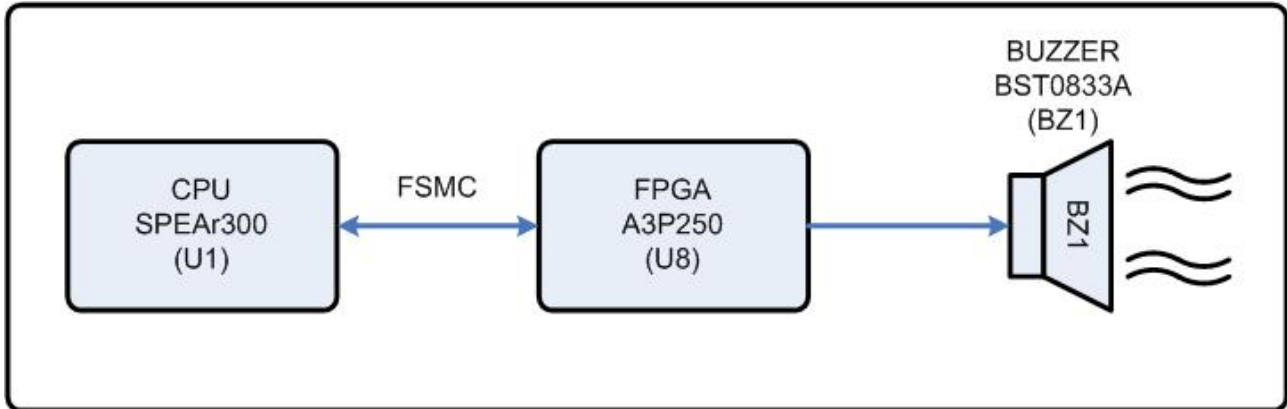 BUZZER
BST0833A
(BZ1)
CPU
SPEAr300
(U1)
FSMC
FPGA
A3P250
(U8)
BZ1